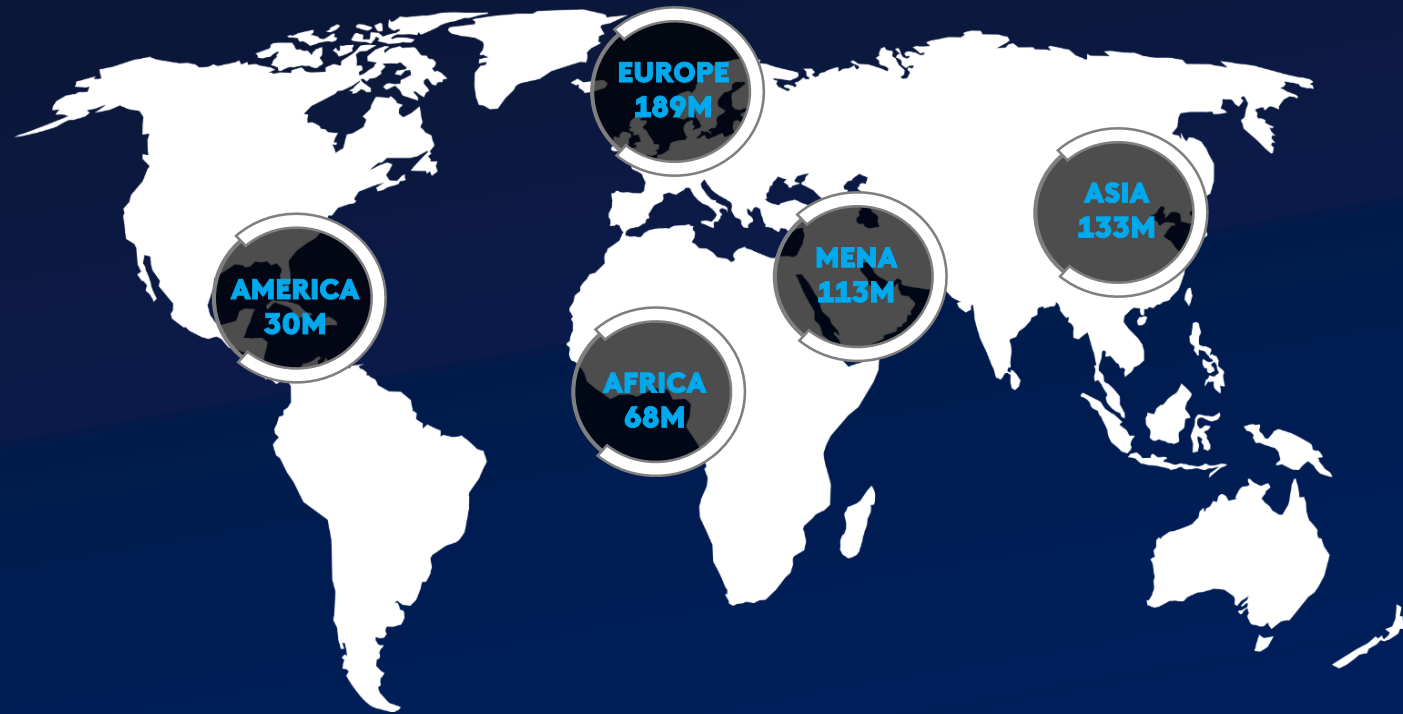 EUROPE
189M
ASIA
133M
MENA
113M
AMERICA
30M
AFRICA
68M